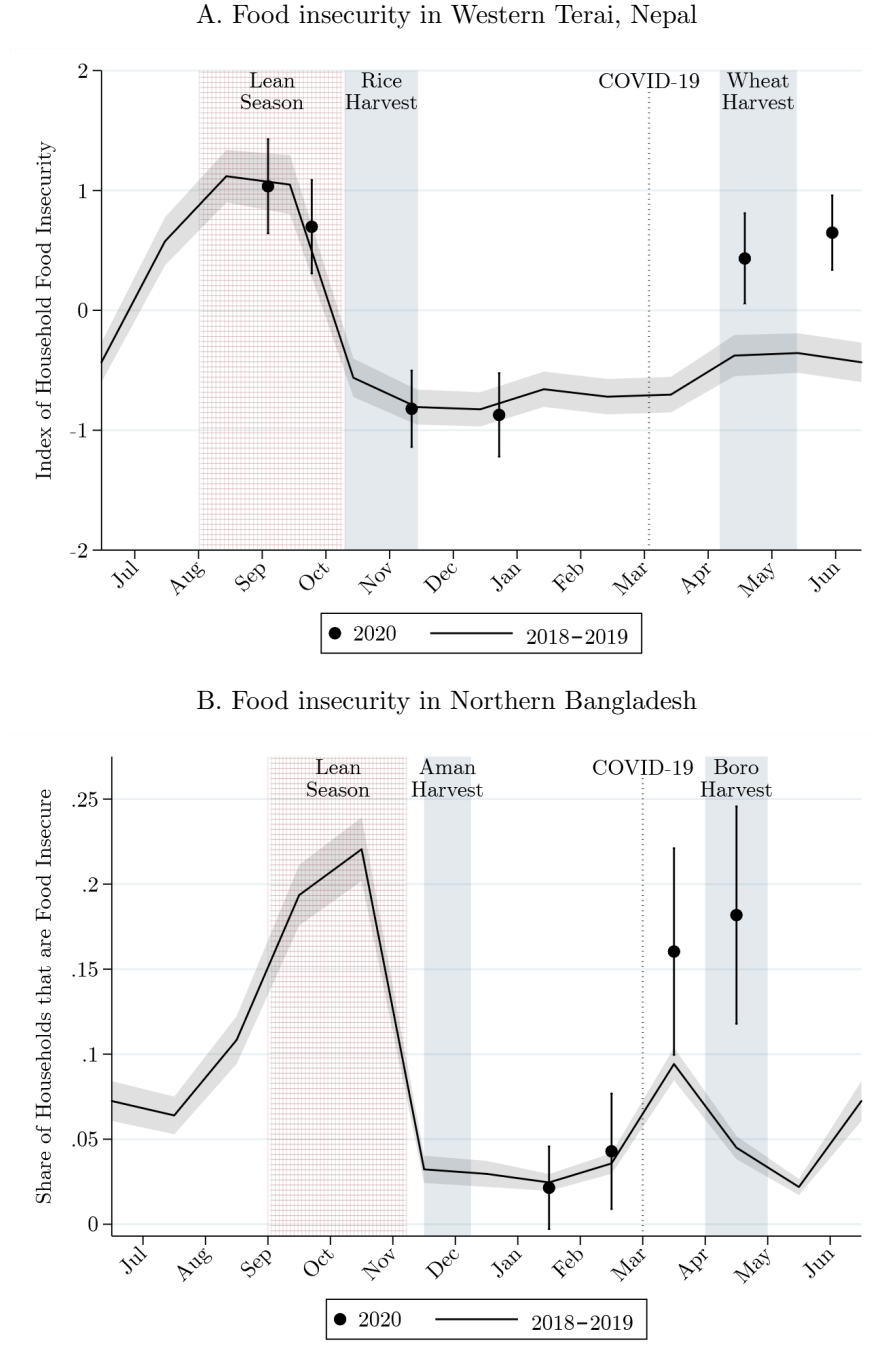 A. Food insecurity in Western Terai, Nepal
Lean
Season
Rice
Harvest
COVID-19
Wheat
Harvest
Index of Household Food Insecurity
2
1
0
-1
-2
Jul
Aug
Sep
Oct
Nov
Dec
Jan
Feb
Mar
Apr
May
Jun
2020
2018-2019
B. Food insecurity in Northern Bangladesh
Lean
Season
Aman
Harvest
COVID-19
Boro
Harvest
Share of Households that are Food Insecure
.25
.2
.15
.1
.05
0
Jul
Aug
Sep
Oct
Nov
Dec
Jan
Feb
Mar
Apr
May
Jun
2020
2018-2019